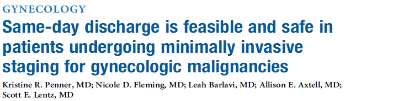 GYNECOLOGY
Same-day discharge is feasible and safe in
patients undergoing minimally invasive
staging for gynecologic malignancies
Kristine R. Penner, MD; Nicole D. Fleming, MD; Leah Barlavi, MD; Allison E. Axtell, MD;
Scott E. Lentz, MD